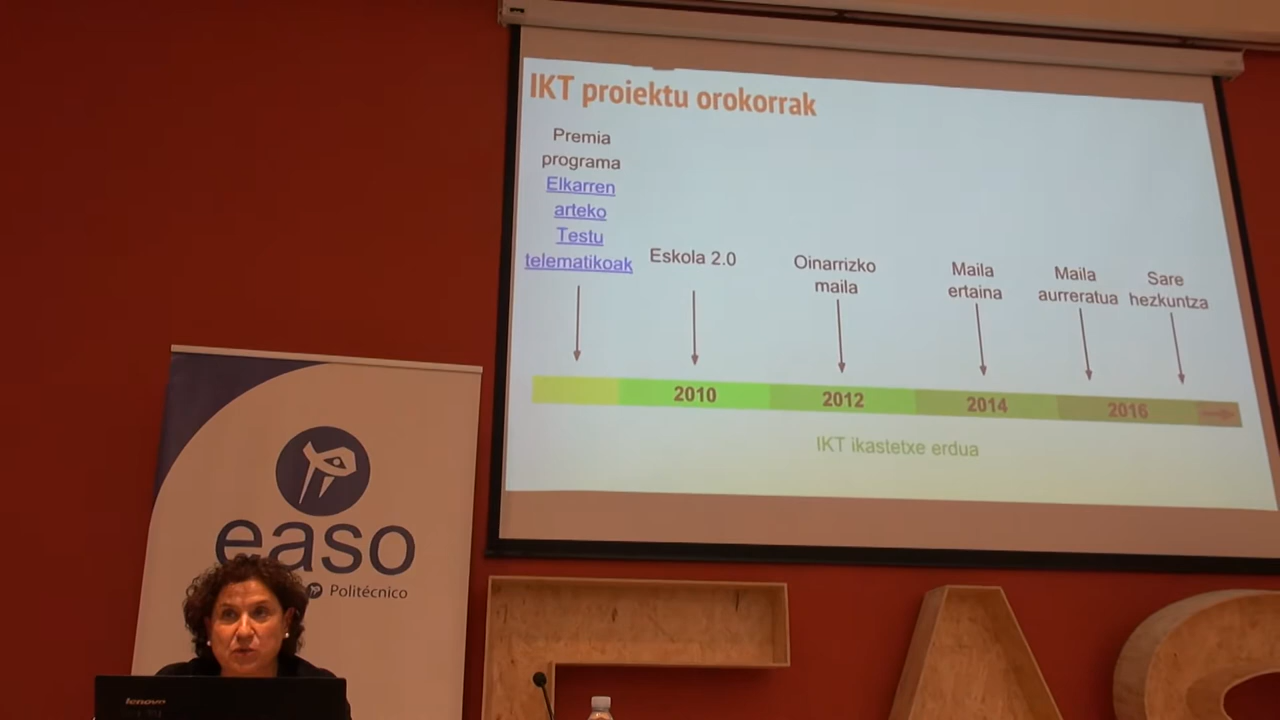 IKT proiektu orokorrak
Premia
programa
Elkarren
arteko
Testu
telematikoak
Eskola 2.0
Oinarrizko
maila
Maila
ertaina
Maila
aurreratua
Sare
hezkuntza
2010
2012
2014
2016
IKT ikastetxe erdua
easo
Politécnico
lenovo
EAS